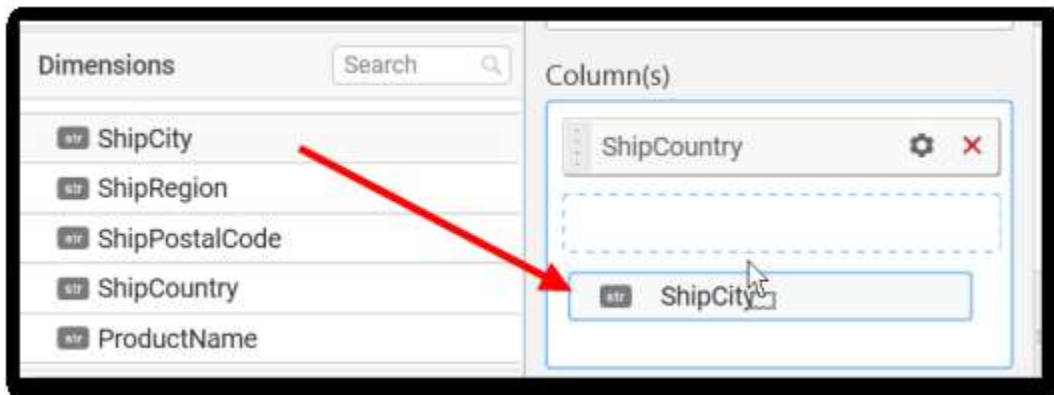 Dimensions
Search
str ShipCity
str ShipRegion
str ShipPostalCode
str ShipCountry
str ProductName
Column(s)
ShipCountry
str ShipCity